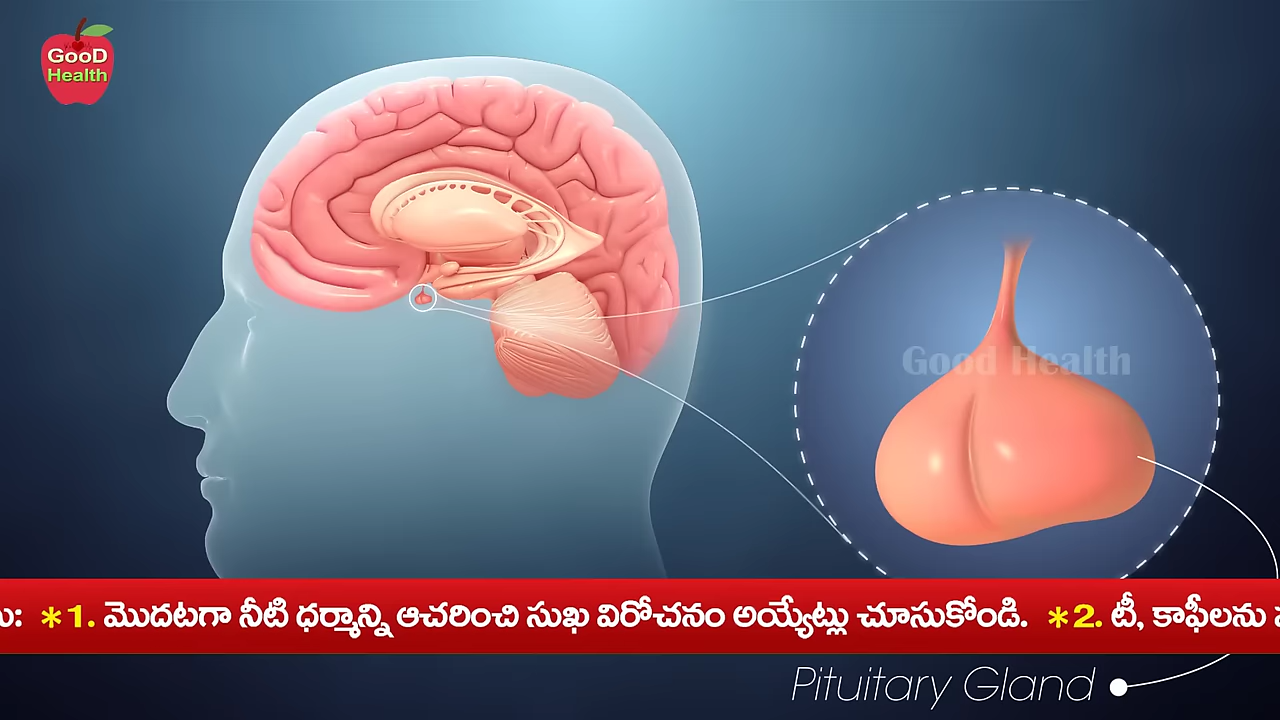 GooD
Health
Good Health
*1. మొదటగా నీటి ధర్మాన్ని ఆచరించి సుఖ విరోచనం అయ్యేట్లు చూసుకోండి. *2. టీ, కాఫీలను
Pituitary Gland